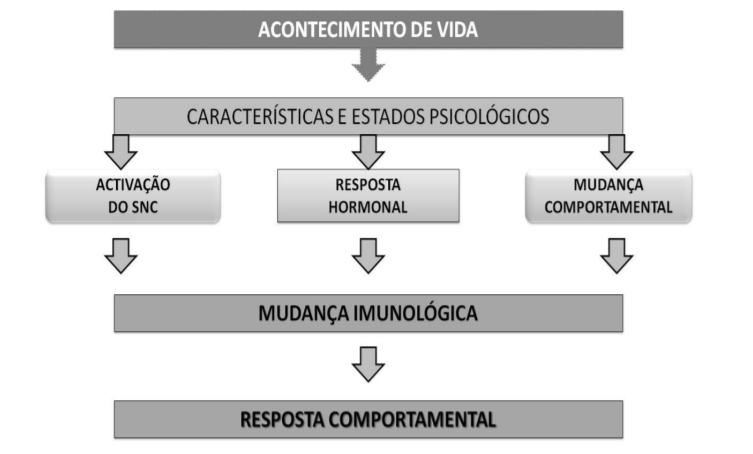 ACONTECIMENTO DE VIDA
CARACTERÍSTICAS E ESTADOS PSICOLÓGICOS
ACTIVAÇÃO
DO SNC
RESPOSTA
HORMONAL
MUDANÇA
COMPORTAMENTAL
MUDANÇA IMUNOLÓGICA
RESPOSTA COMPORTAMENTAL